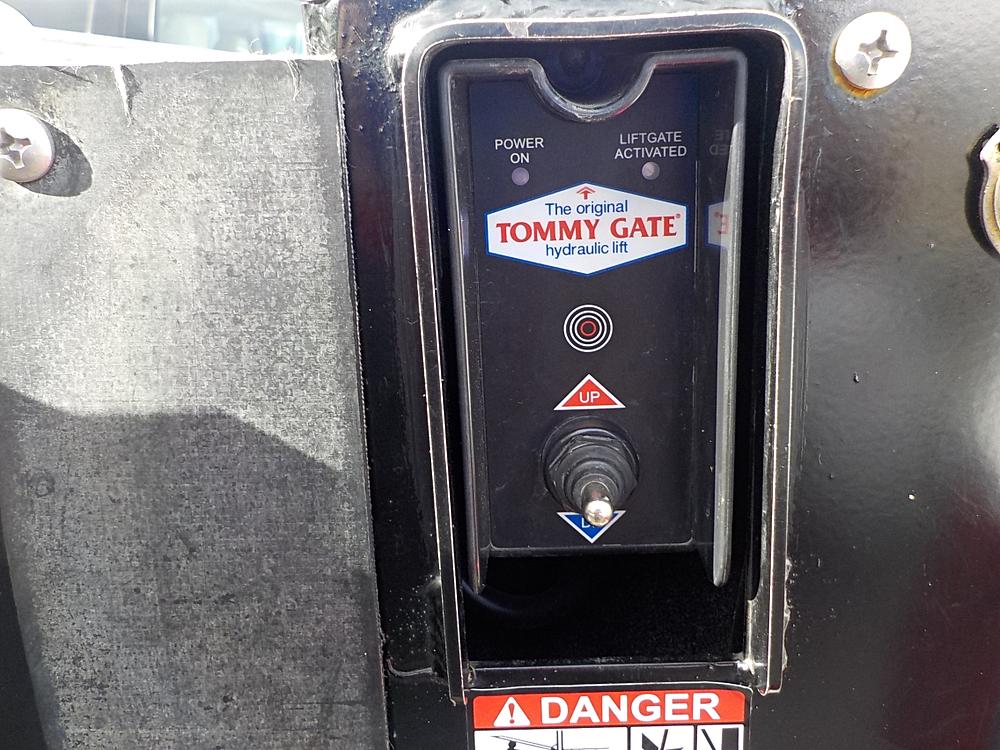 POWER
ON
LIFTGATE
ACTIVATED
The original
TOMMY GATE®
hydraulic lift
UP
DANGER